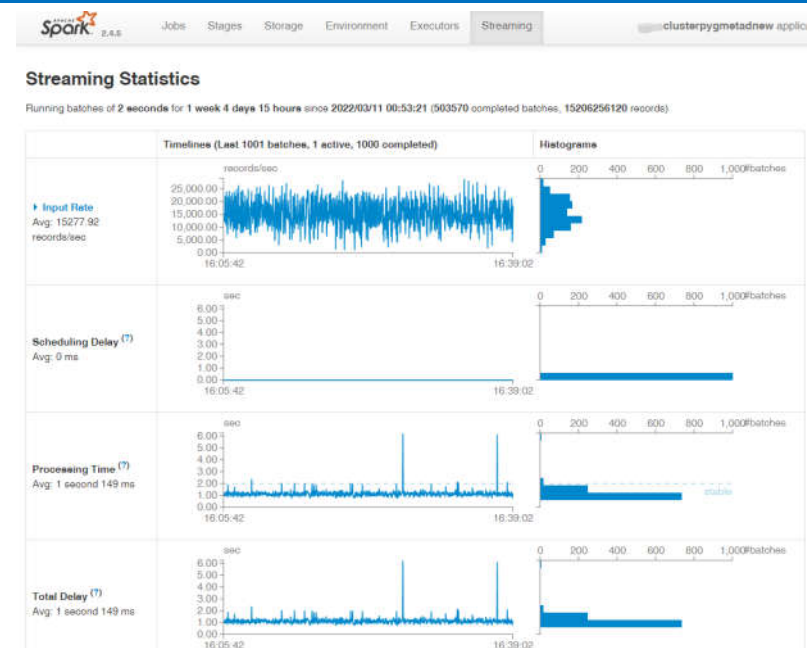 APACHE
Spark 2.4.5
Jobs Stages Storage Environment Executors Streaming
clusterpygmetadnew applic
Streaming Statistics
Running batches of 2 seconds for 1 week 4 days 15 hours since 2022/03/11 00:53:21 (503570 completed batches, 15206256120 records)
Timelines (Last 1001 batches, 1 active, 1000 completed) Histograms
records/sec
0 200 400 600 800 1,000 #batches
Input Rate
Avg: 15277.92
records/sec
25,000.00
20,000.00
15,000.00
10,000.00
5,000.00
0.00
16:05:42 16:39:02
sec
0 200 400 600 800 1,000 #batches
Scheduling Delay (?)
Avg: 0 ms
6.00
5.00
4.00
3.00
2.00
1.00
0.00
16:05:42 16:39:02
sec
0 200 400 600 800 1,000 #batches
Processing Time (?)
Avg: 1 second 149 ms
6.00
5.00
4.00
3.00
2.00
1.00
0.00
stable
16:05:42 16:39:02
sec
0 200 400 600 800 1,000 #batches
Total Delay (?)
Avg: 1 second 149 ms
6.00
5.00
4.00
3.00
2.00
1.00
0.00
16:05:42 16:39:02